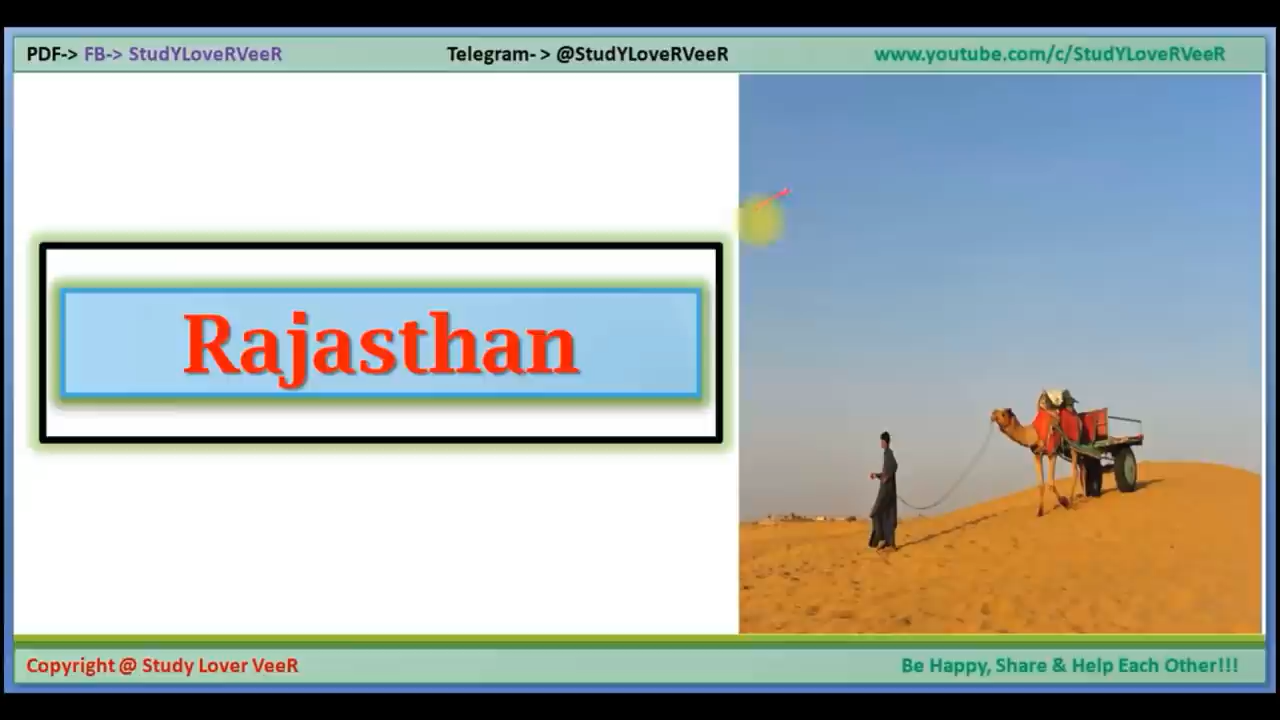 PDF-> FB-> StudYLoveRVeeR
Telegram- > @StudYLoveRVeeR
www.youtube.com/c/StudYLoveRVeeR
Rajasthan
Copyright @ Study Lover VeeR
Be Happy, Share & Help Each Other!!!